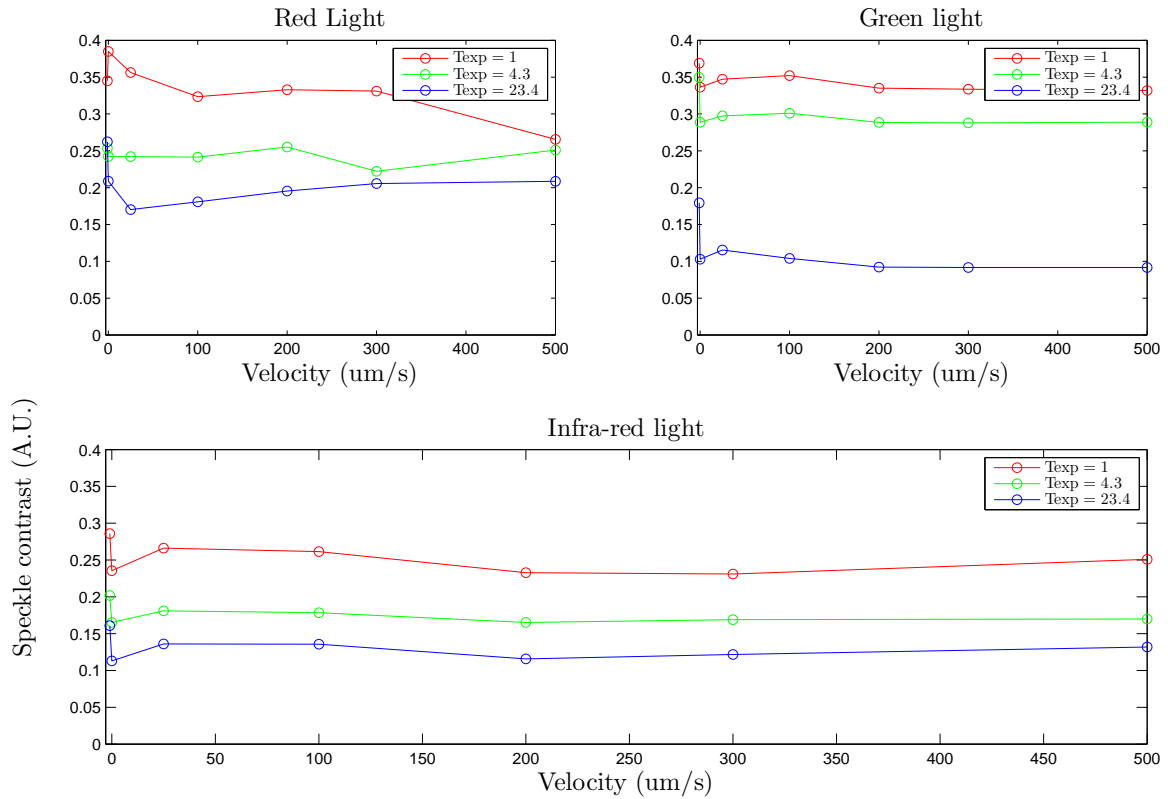 Red Light
0.4
0.35
0.3
0.25
0.2
0.15
0.1
0.05
0
0 100 200 300 400 500
Velocity (um/s)
Texp = 1
Texp = 4.3
Texp = 23.4
Green light
0.4
0.35
0.3
0.25
0.2
0.15
0.1
0.05
0
0 100 200 300 400 500
Velocity (um/s)
Texp = 1
Texp = 4.3
Texp = 23.4
Speckle contrast (A.U.)
Infra-red light
0.4
0.35
0.3
0.25
0.2
0.15
0.1
0.05
0
0 50 100 150 200 250 300 350 400 450 500
Velocity (um/s)
Texp = 1
Texp = 4.3
Texp = 23.4